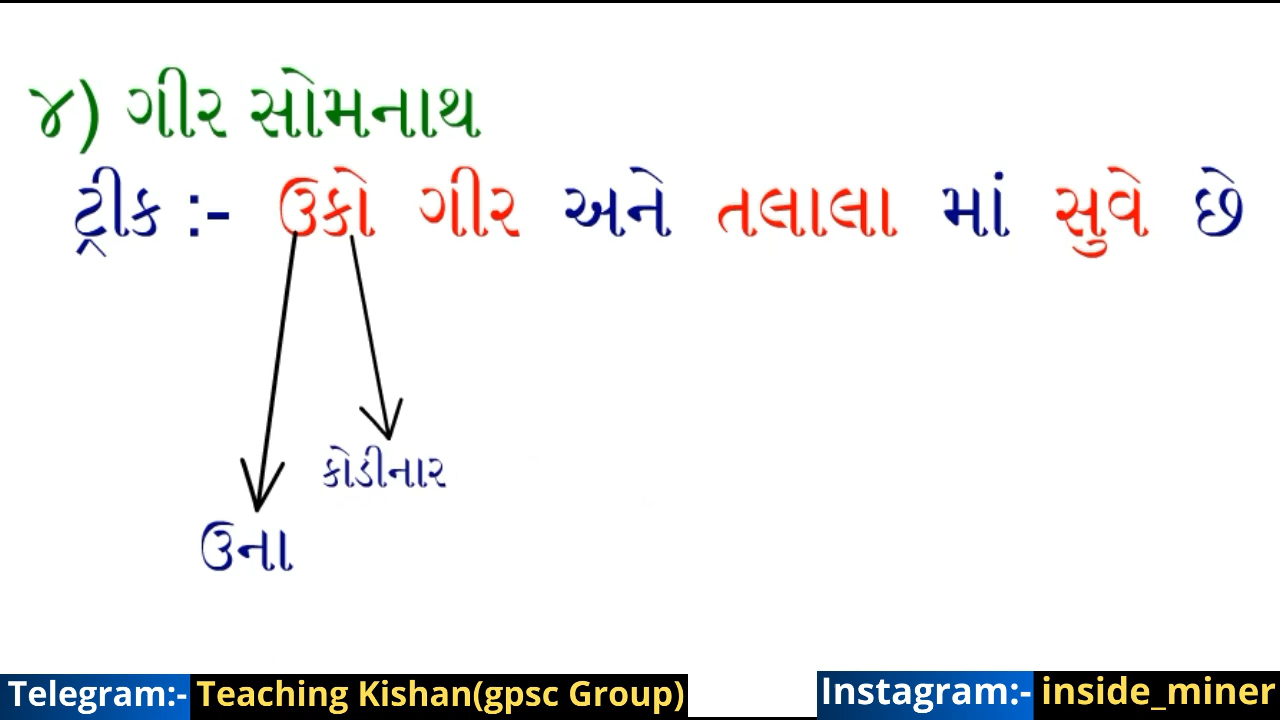 ૪) ગીર સોમનાથ
ટ્રીક :- ઉકો ગીર અને તલાલા માં સુવે છે
કોડીનાર
ઉના
Telegram:- Teaching Kishan(gpsc Group) Instagram:- inside_miner